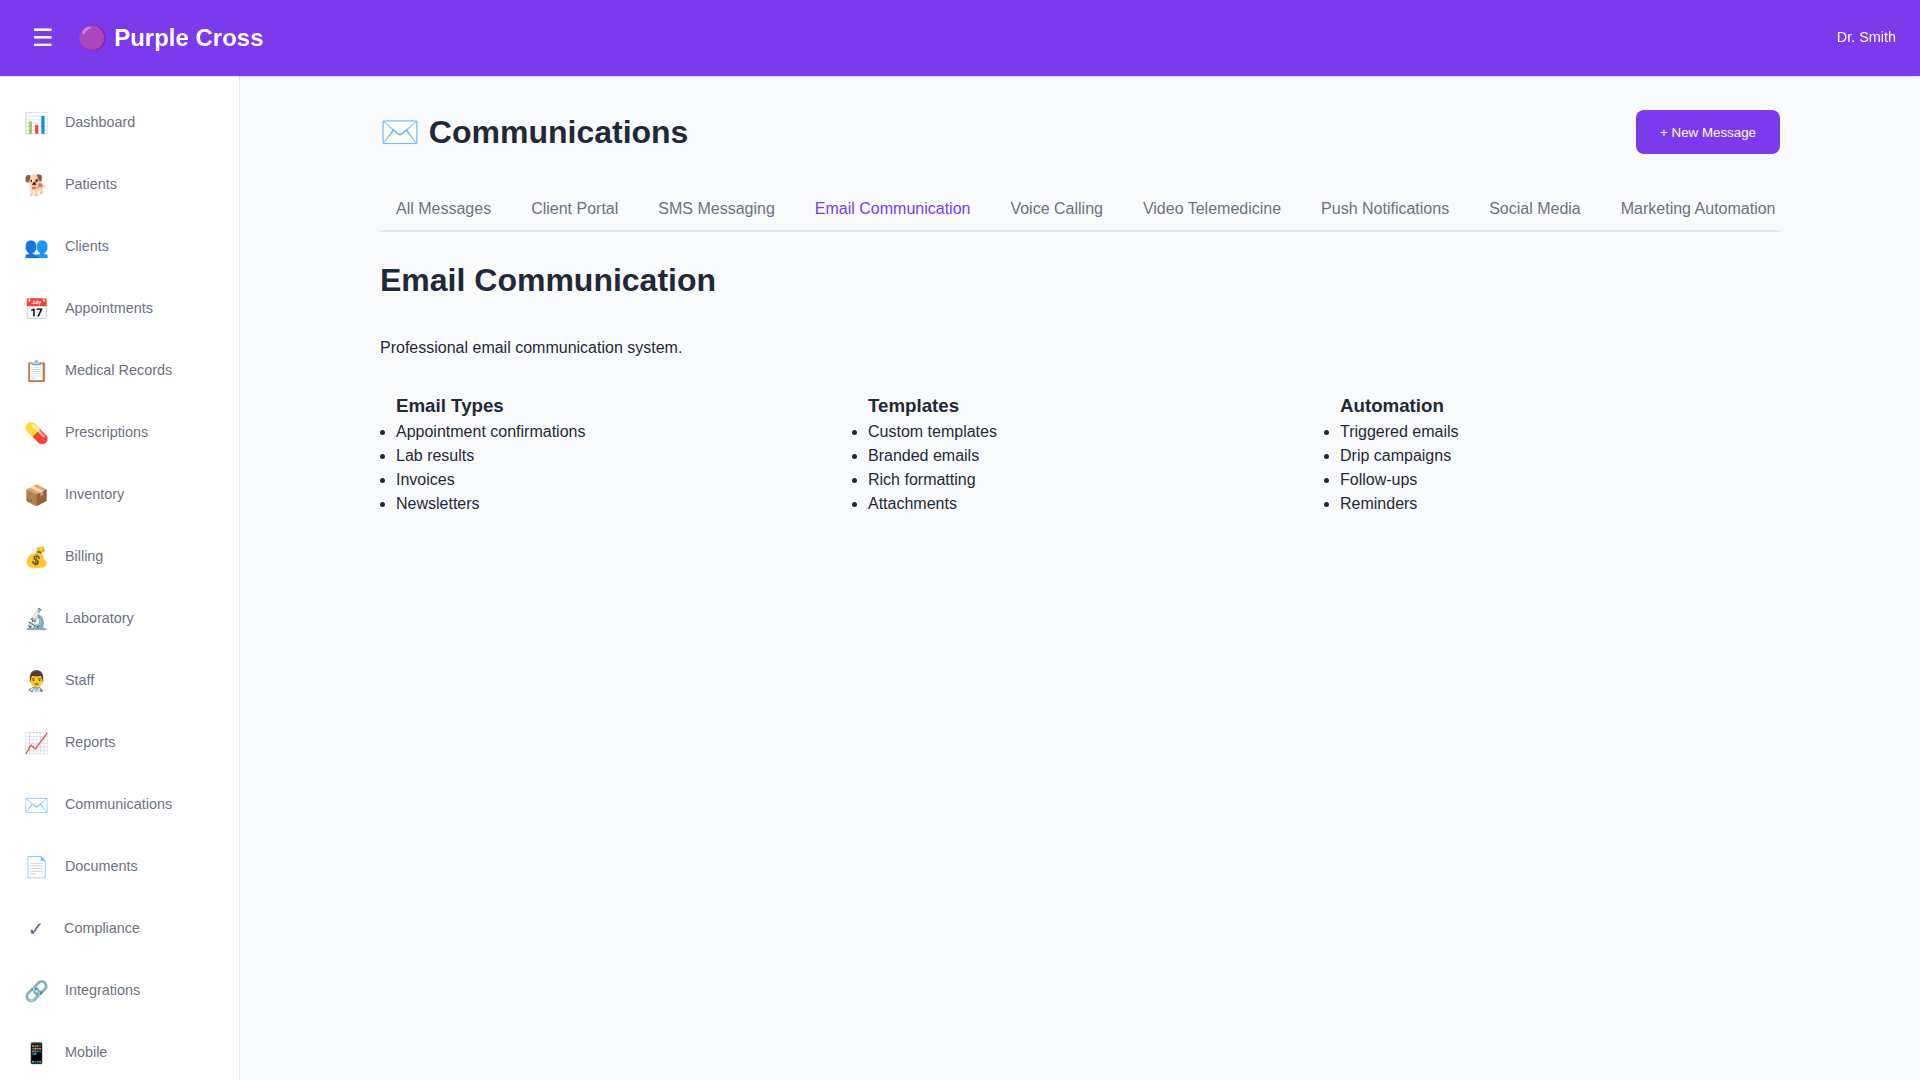 ☰ Purple Cross
Dr. Smith
Dashboard
Patients
Clients
Appointments
Medical Records
Prescriptions
Inventory
Billing
Laboratory
Staff
Reports
Communications
Documents
✓ Compliance
Integrations
Mobile
Communications
+ New Message
All Messages Client Portal SMS Messaging Email Communication Voice Calling Video Telemedicine Push Notifications Social Media Marketing Automation
Email Communication
Professional email communication system.
Email Types
• Appointment confirmations
• Lab results
• Invoices
• Newsletters
Templates
• Custom templates
• Branded emails
• Rich formatting
• Attachments
Automation
• Triggered emails
• Drip campaigns
• Follow-ups
• Reminders